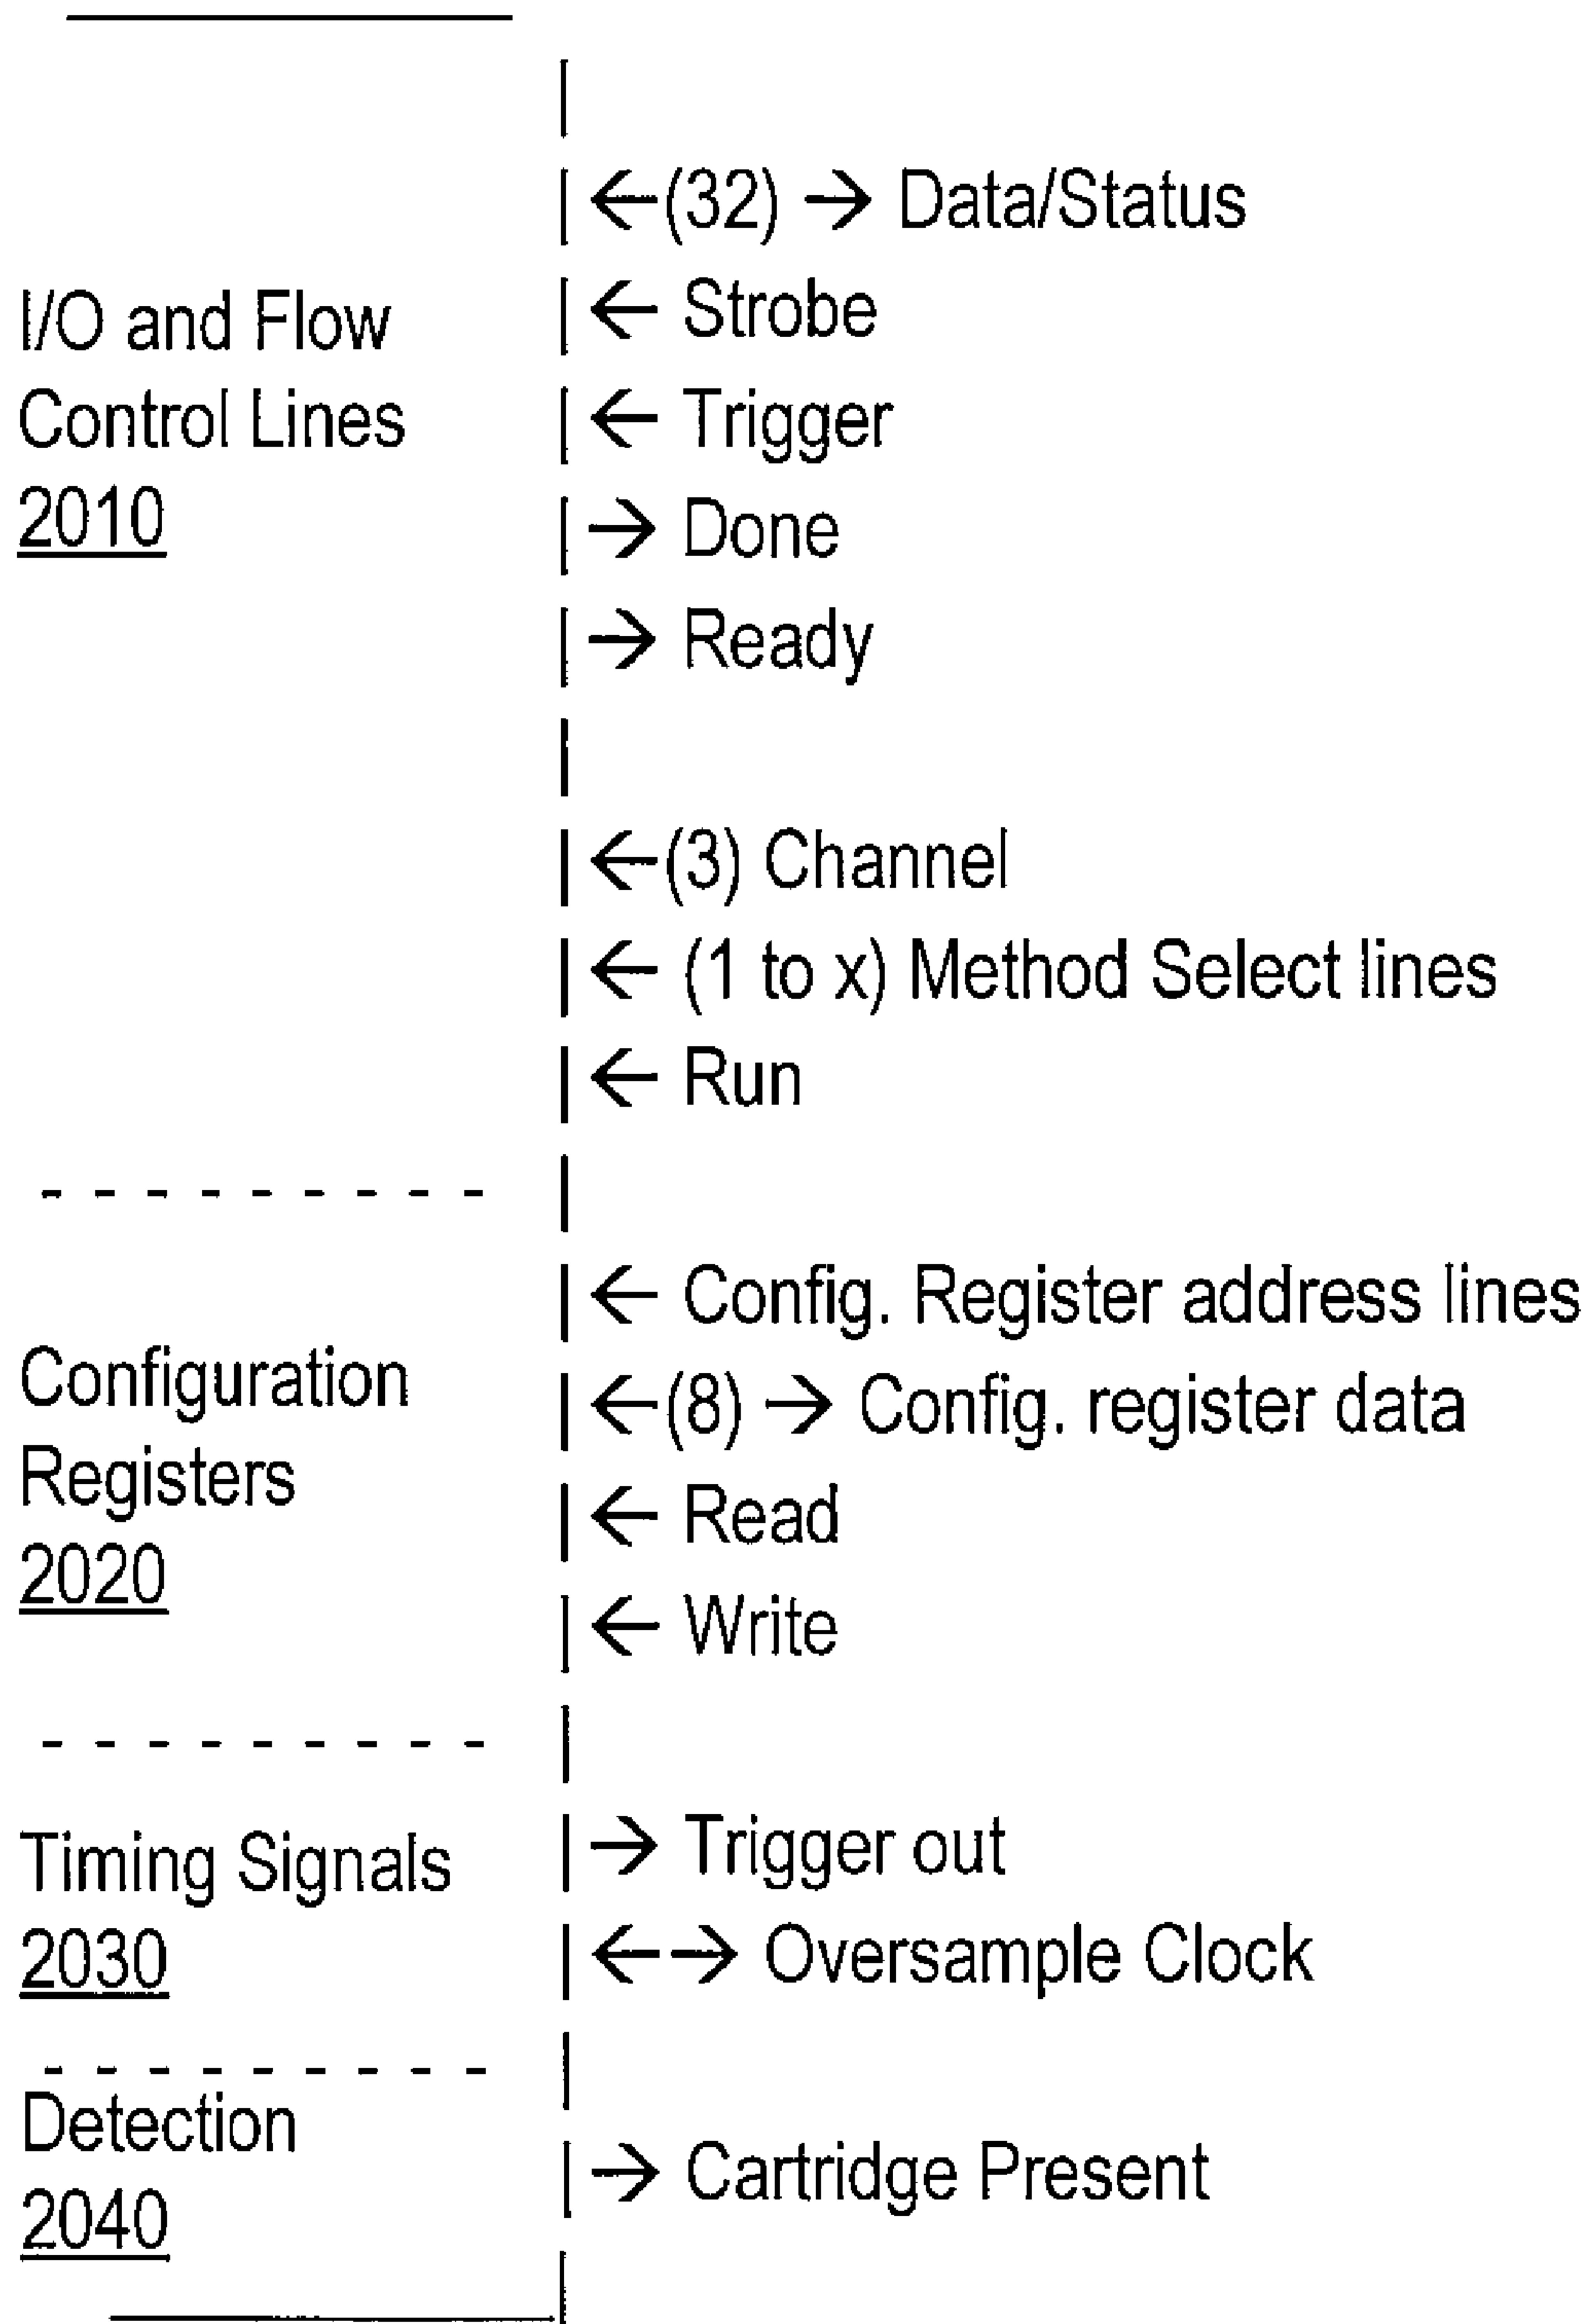 I/O and Flow
Control Lines
2010
←(32) → Data/Status
← Strobe
← Trigger
→ Done
→ Ready
←(3) Channel
← (1 to x) Method Select lines
← Run
Configuration
Registers
2020
← Config. Register address lines
←(8) → Config. register data
← Read
← Write
Timing Signals
2030
→ Trigger out
←→ Oversample Clock
Detection
2040
→ Cartridge Present